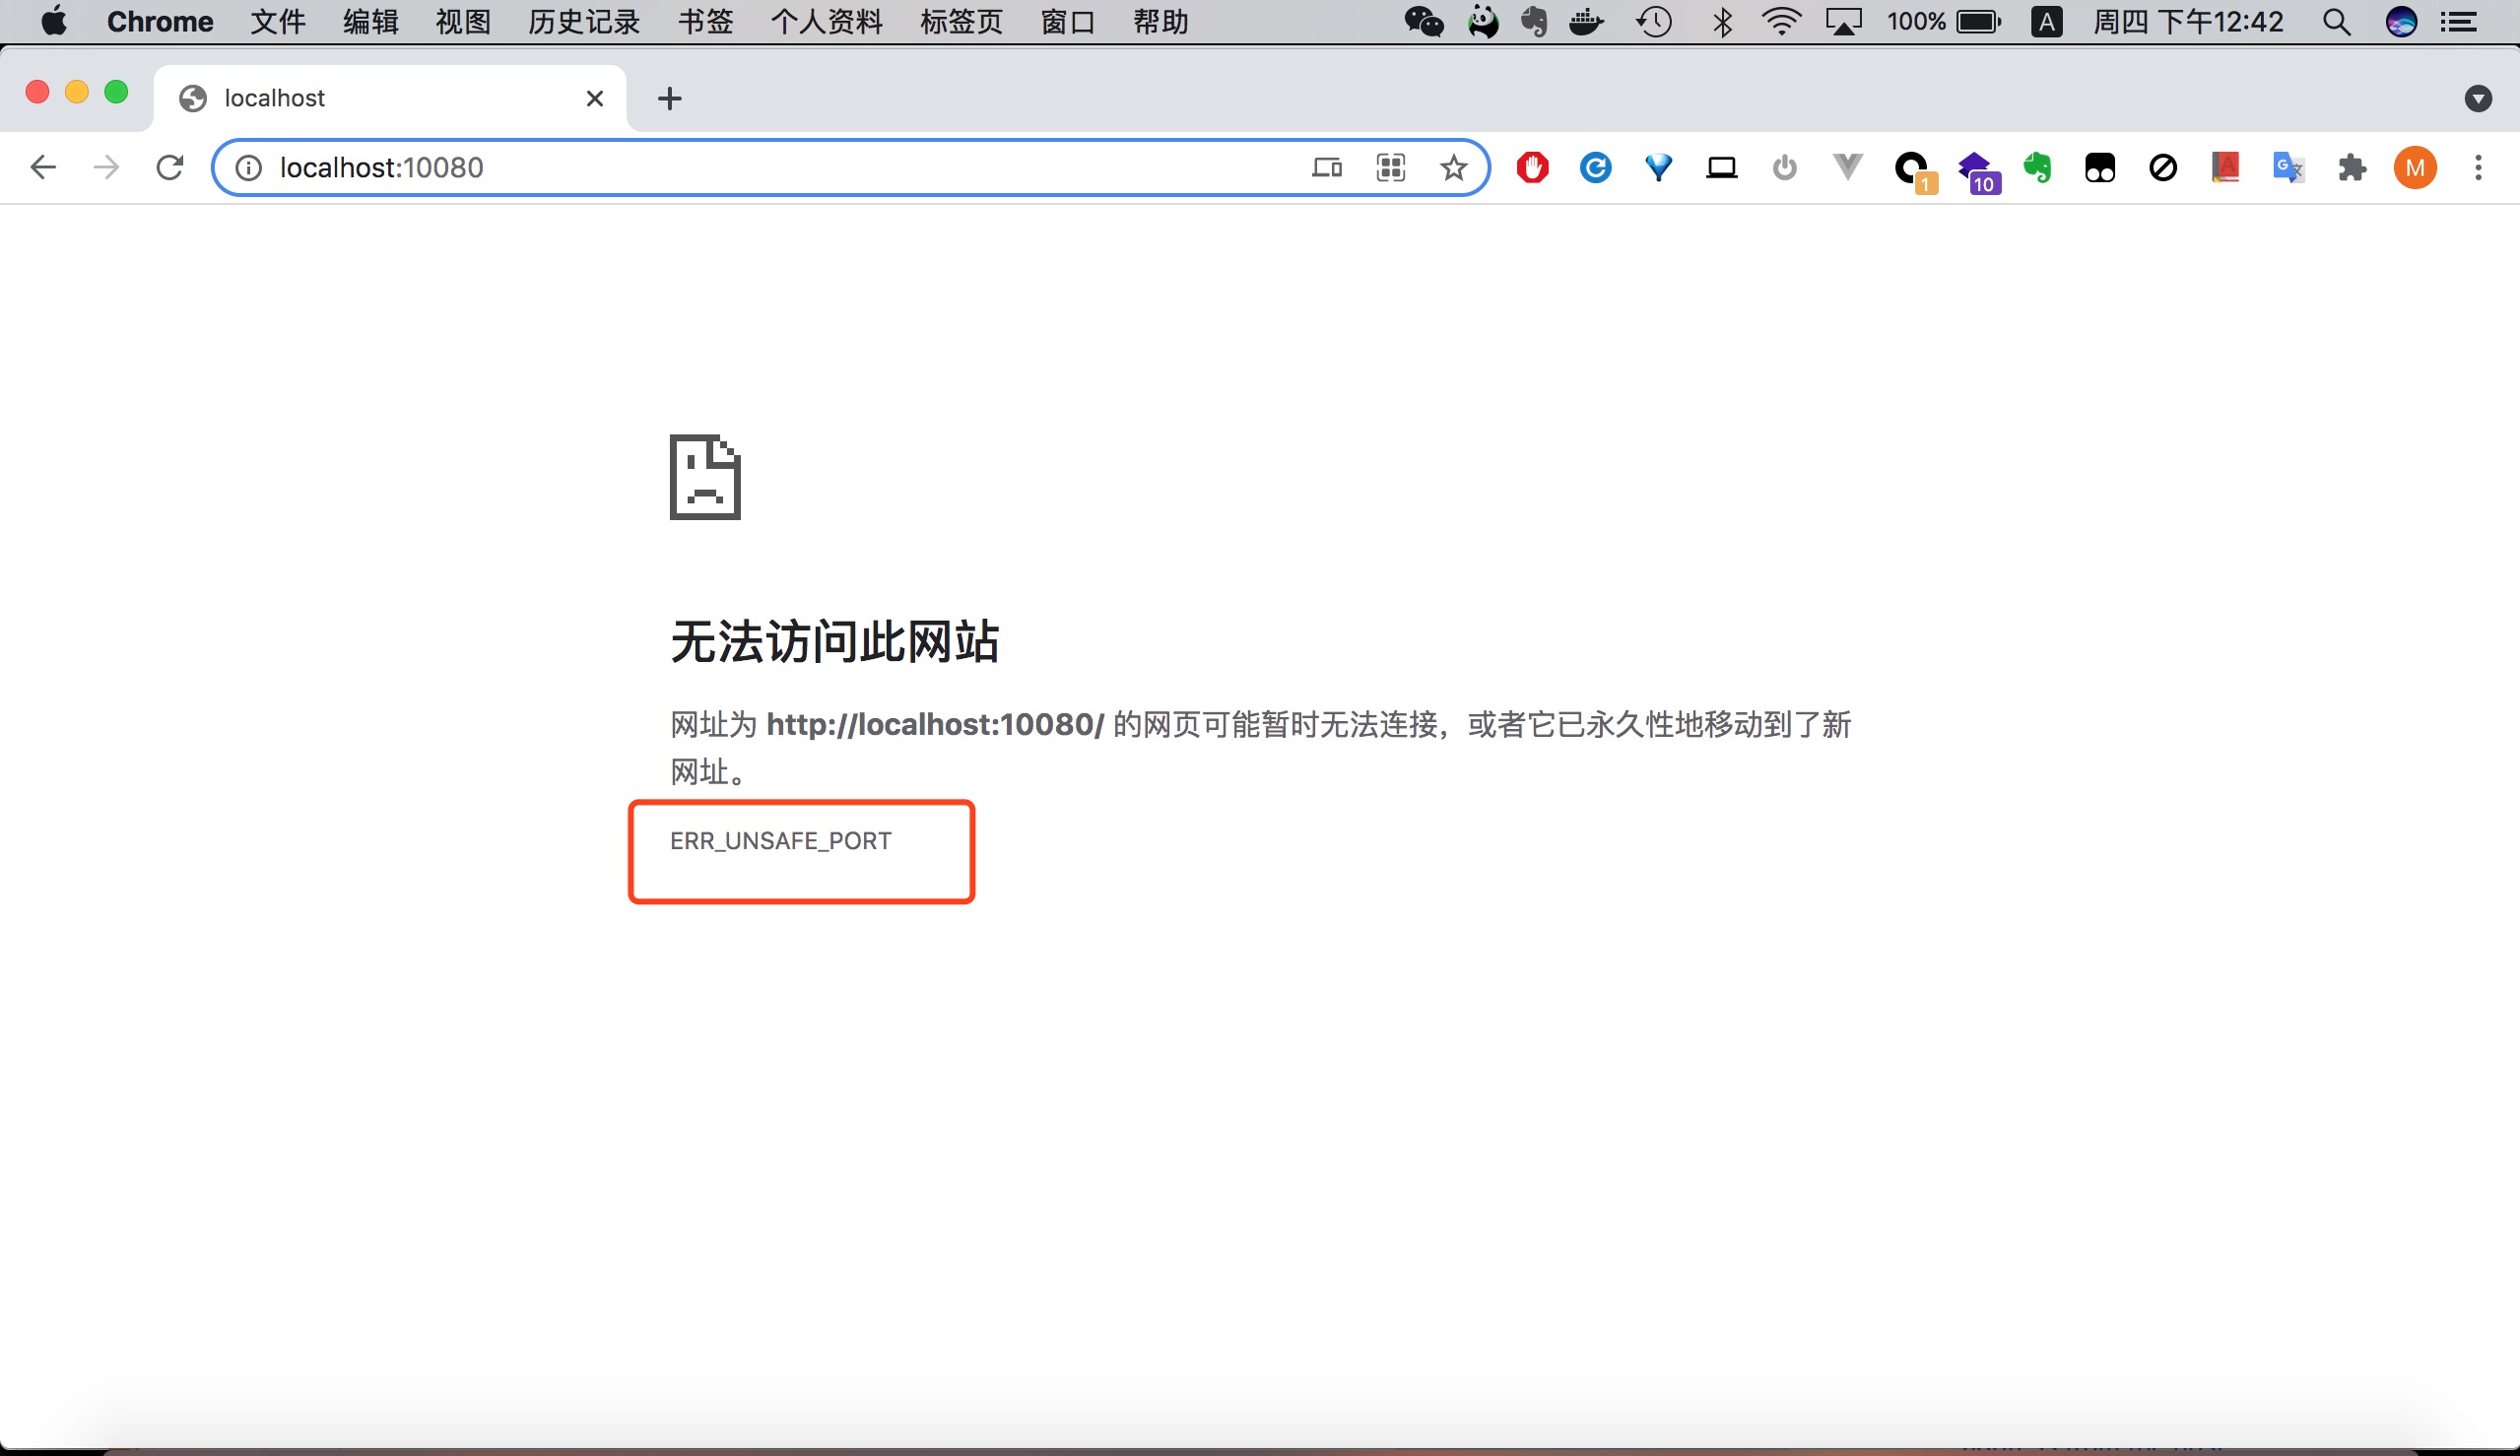 Chrome 文件 编辑 视图 历史记录 书签 个人资料 标签页 窗口 帮助 100% A 周四 下午12:42
localhost
localhost:10080 1 10 M
无法访问此网站
网址为 http://localhost:10080/ 的网页可能暂时无法连接，或者它已永久性地移动到了新
网址。
ERR_UNSAFE_PORT